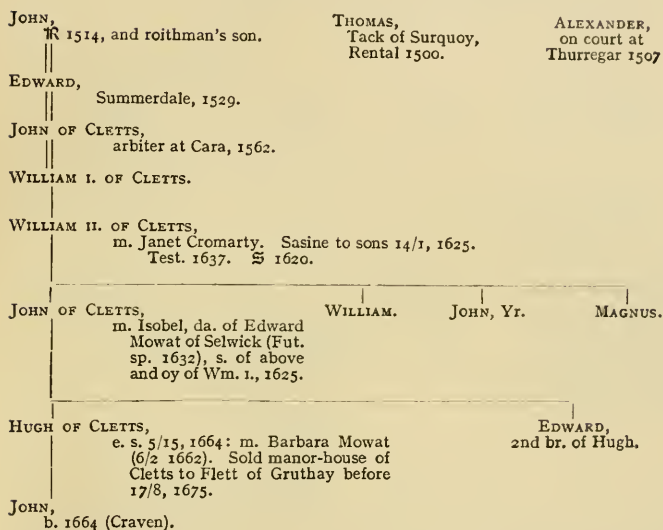 JOHN,
ℜ 1514, and roithman's son.
THOMAS,
Tack of Surquoy,
Rental 1500.
ALEXANDER,
on court at
Thurregar 1507
EDWARD,
Summerdale, 1529.
JOHN OF CLETTS,
arbiter at Cara, 1562.
WILLIAM I. OF CLETTS.
WILLIAM II. OF CLETTS,
m. Janet Cromarty. Sasine to sons 14/1, 1625.
Test. 1637. 𝔖 1620.
JOHN OF CLETTS,
m. Isobel, da. of Edward
Mowat of Selwick (Fut.
sp. 1632), s. of above
and oy of Wm. I., 1625.
WILLIAM.
JOHN, Yr.
MAGNUS.
HUGH OF CLETTS,
e. s. 5/15, 1664: m. Barbara Mowat
(6/2 1662). Sold manor-house of
Cletts to Flett of Gruthay before
17/8, 1675.
EDWARD,
2nd br. of Hugh.
JOHN,
b. 1664 (Craven).